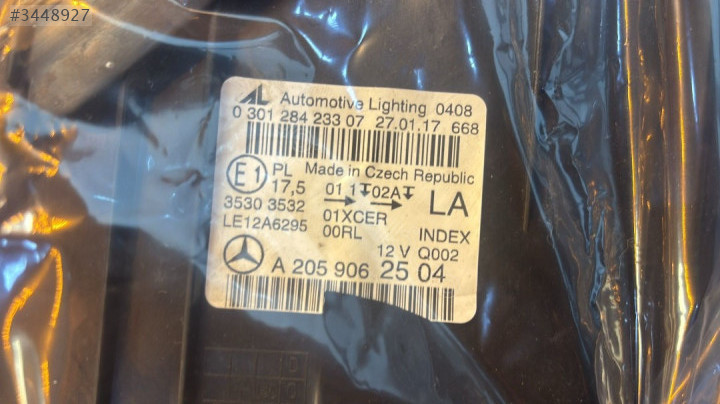 #3448927
AL Automotive Lighting 0408
0 301 284 233 07 27.01.17 668
E1 PL Made in Czech Republic
17,5 01 1 02A
3530 3532 01XCER LA
LE12A6295 00RL INDEX
12 V Q002
A 205 906 25 04